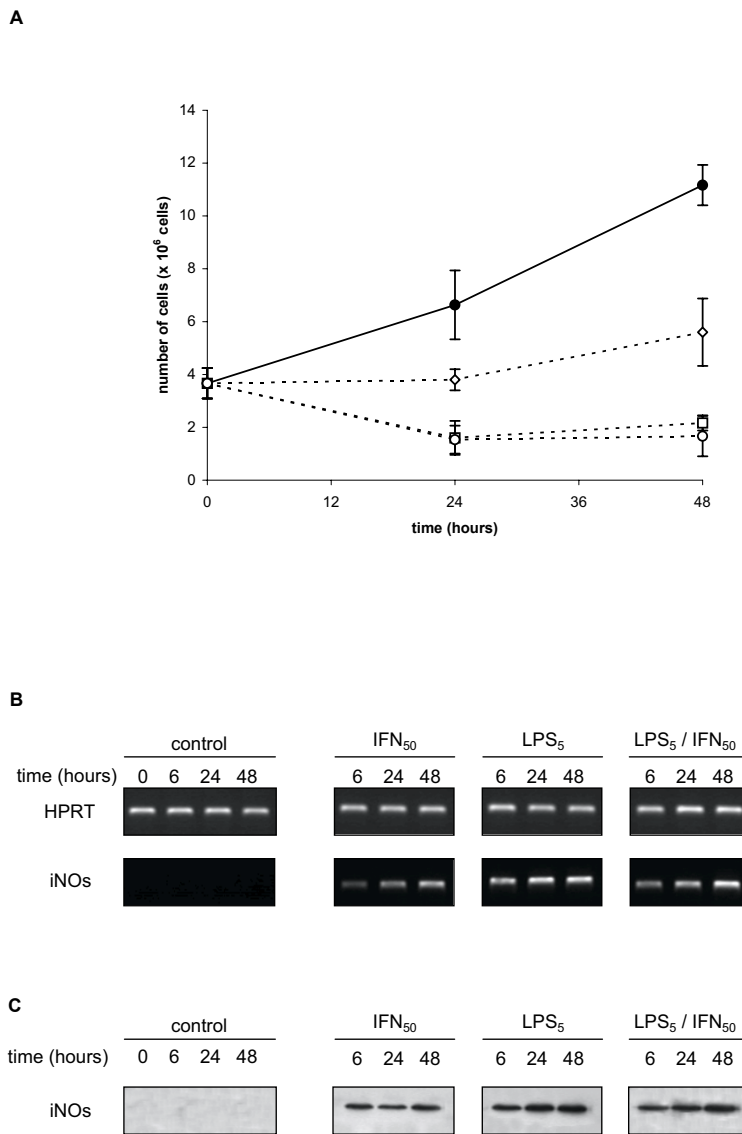 A
14
12
10
8
6
4
2
0
number of cells (x 10⁶ cells)
0 12 24 36 48
time (hours)
B
control IFN₅₀ LPS₅ LPS₅ / IFN₅₀
time (hours) 0 6 24 48 6 24 48 6 24 48 6 24 48
HPRT
iNOs
C
control IFN₅₀ LPS₅ LPS₅ / IFN₅₀
time (hours) 0 6 24 48 6 24 48 6 24 48 6 24 48
iNOs